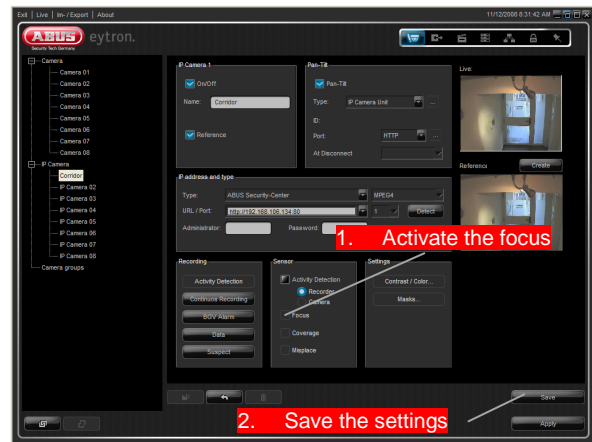 Exit | Live | Im- / Export | About
11/12/2008 8:31:42 AM
ABUS
Security Tech Germany
eytron.
Camera
Camera 01
Camera 02
Camera 03
Camera 04
Camera 05
Camera 06
Camera 07
Camera 08
IP Camera
Corridor
IP Camera 02
IP Camera 03
IP Camera 04
IP Camera 05
IP Camera 06
IP Camera 07
IP Camera 08
Camera groups
IP Camera 1
On/Off
Name: Corridor
Reference
Pan-Tilt
Pan-Tilt
Type: IP Camera Unit ...
ID:
Port: HTTP ...
At Disconnect
Live:
Reference Create
IP address and type
Type: ABUS Security-Center MPEG4
URL / Port: http://192.168.106.134:80 1 Detect
Administrator: Password:
1. Activate the focus
Recording
Activity Detection
Continuos Recording
BGV Alarm
Data
Suspect
Sensor
Activity Detection
Recorder
Camera
Focus
Coverage
Misplace
Settings
Contrast / Color...
Masks...
Save
2. Save the settings
Apply